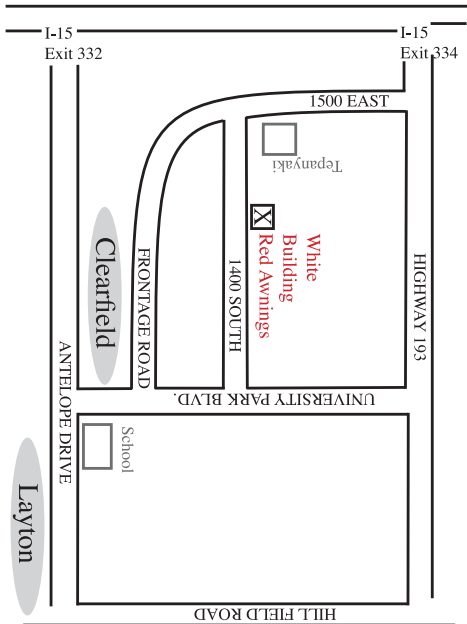 I-15
Exit 332
I-15
Exit 334
1500 EAST
Tepanyaki
X
White
Building
Red Awnings
Clearfield
FRONTAGE ROAD
1400 SOUTH
HIGHWAY 193
ANTELOPE DRIVE
UNIVERSITY PARK BLVD.
School
Layton
HILL FIELD ROAD